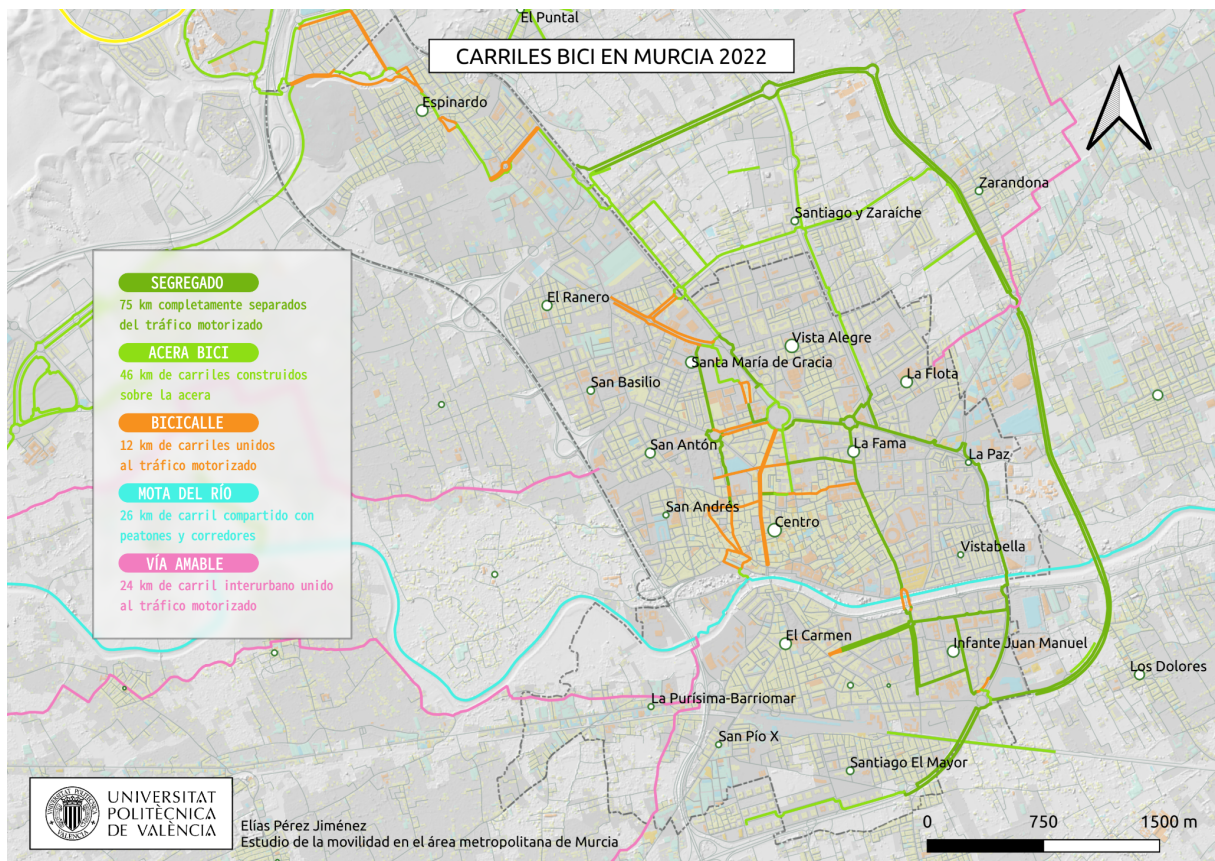 El Puntal
CARRILES BICI EN MURCIA 2022
Espinardo
Zarandona
Santiago y Zaraíche
SEGREGADO
75 km completamente separados
del tráfico motorizado
ACERA BICI
46 km de carriles construidos
sobre la acera
BICICALLE
12 km de carriles unidos
al tráfico motorizado
MOTA DEL RÍO
26 km de carril compartido con
peatones y corredores
VÍA AMABLE
24 km de carril interurbano unido
al tráfico motorizado
El Ranero
Vista Alegre
Santa María de Gracia
La Flota
San Basilio
San Antón
La Fama
La Paz
San Andrés
Centro
Vistabella
El Carmen
Infante Juan Manuel
Los Dolores
La Purísima-Barriomar
San Pío X
Santiago El Mayor
UNIVERSITAT
POLITÈCNICA
DE VALÈNCIA
Elías Pérez Jiménez
Estudio de la movilidad en el área metropolitana de Murcia
0 750 1500 m